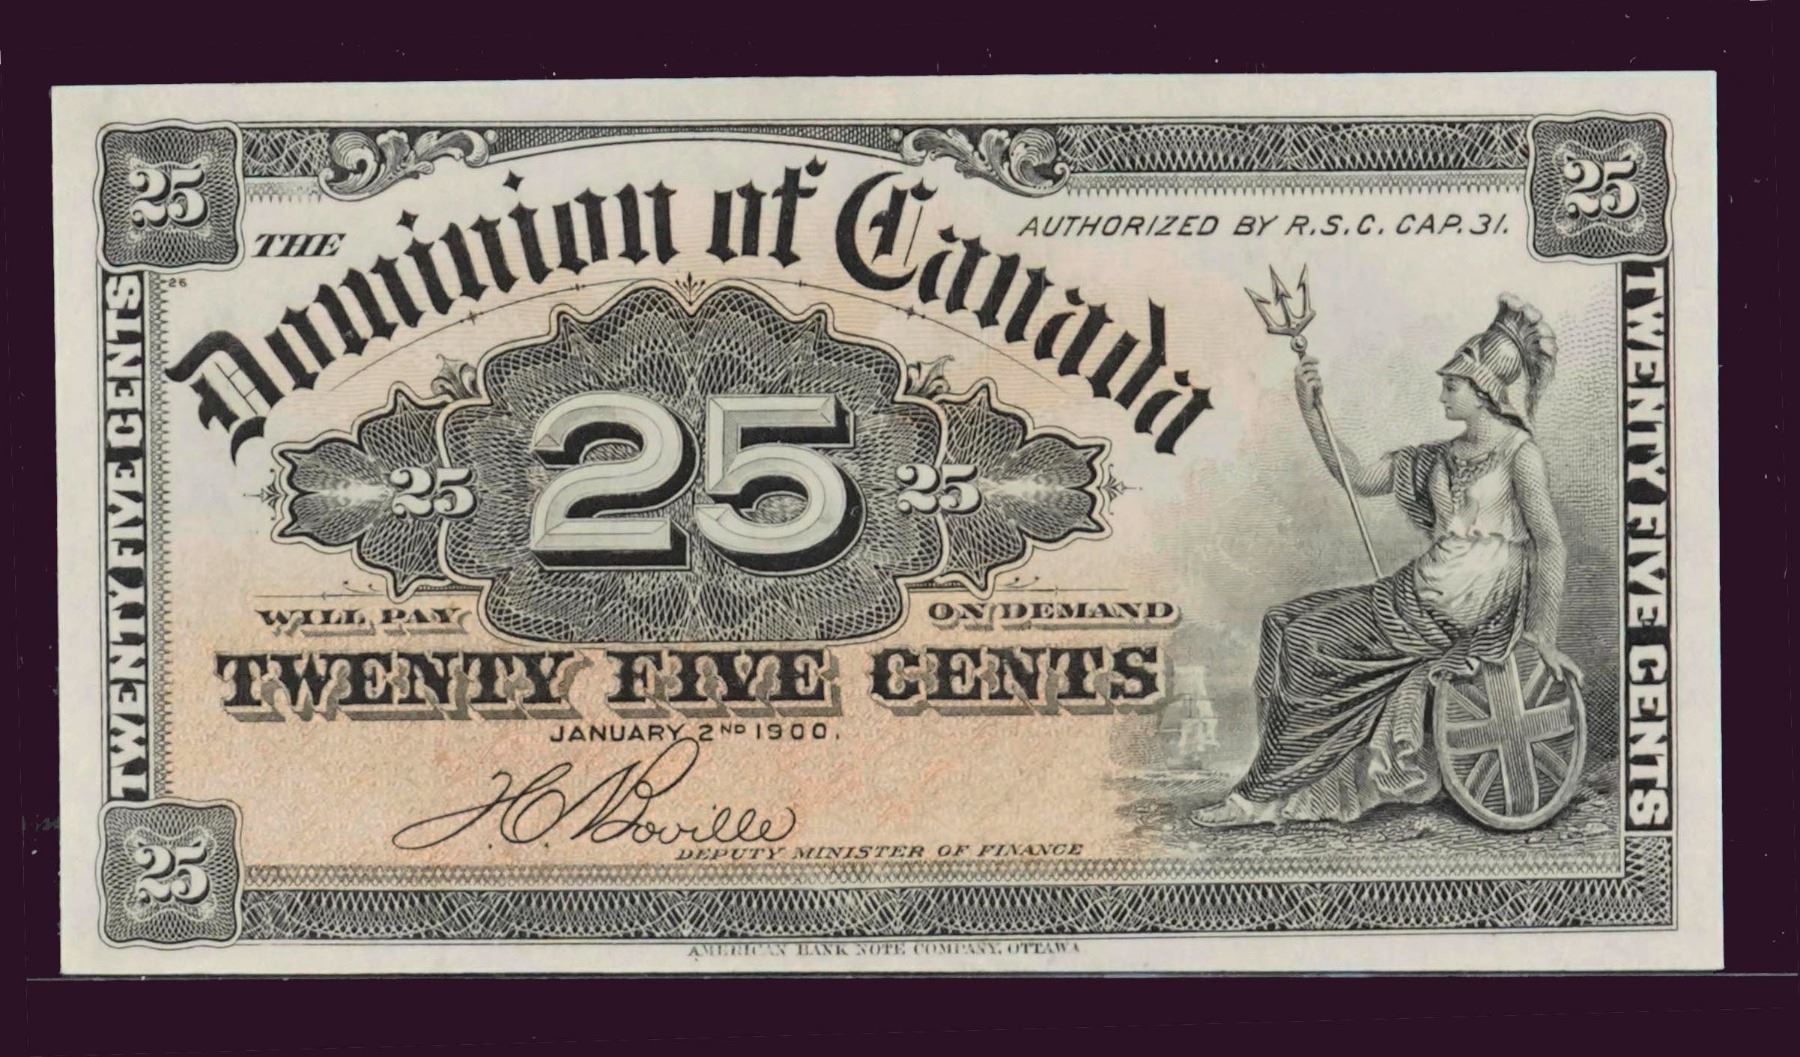 25
25
THE Dominion of Canada
AUTHORIZED BY R.S.C. CAP. 31.
26
TWENTY FIVE CENTS
25 25 25
TWENTY FIVE CENTS
WILL PAY ON DEMAND
TWENTY FIVE CENTS
JANUARY 2ND 1900.
H C Boville
DEPUTY MINISTER OF FINANCE
25
AMERICAN BANK NOTE COMPANY, OTTAWA